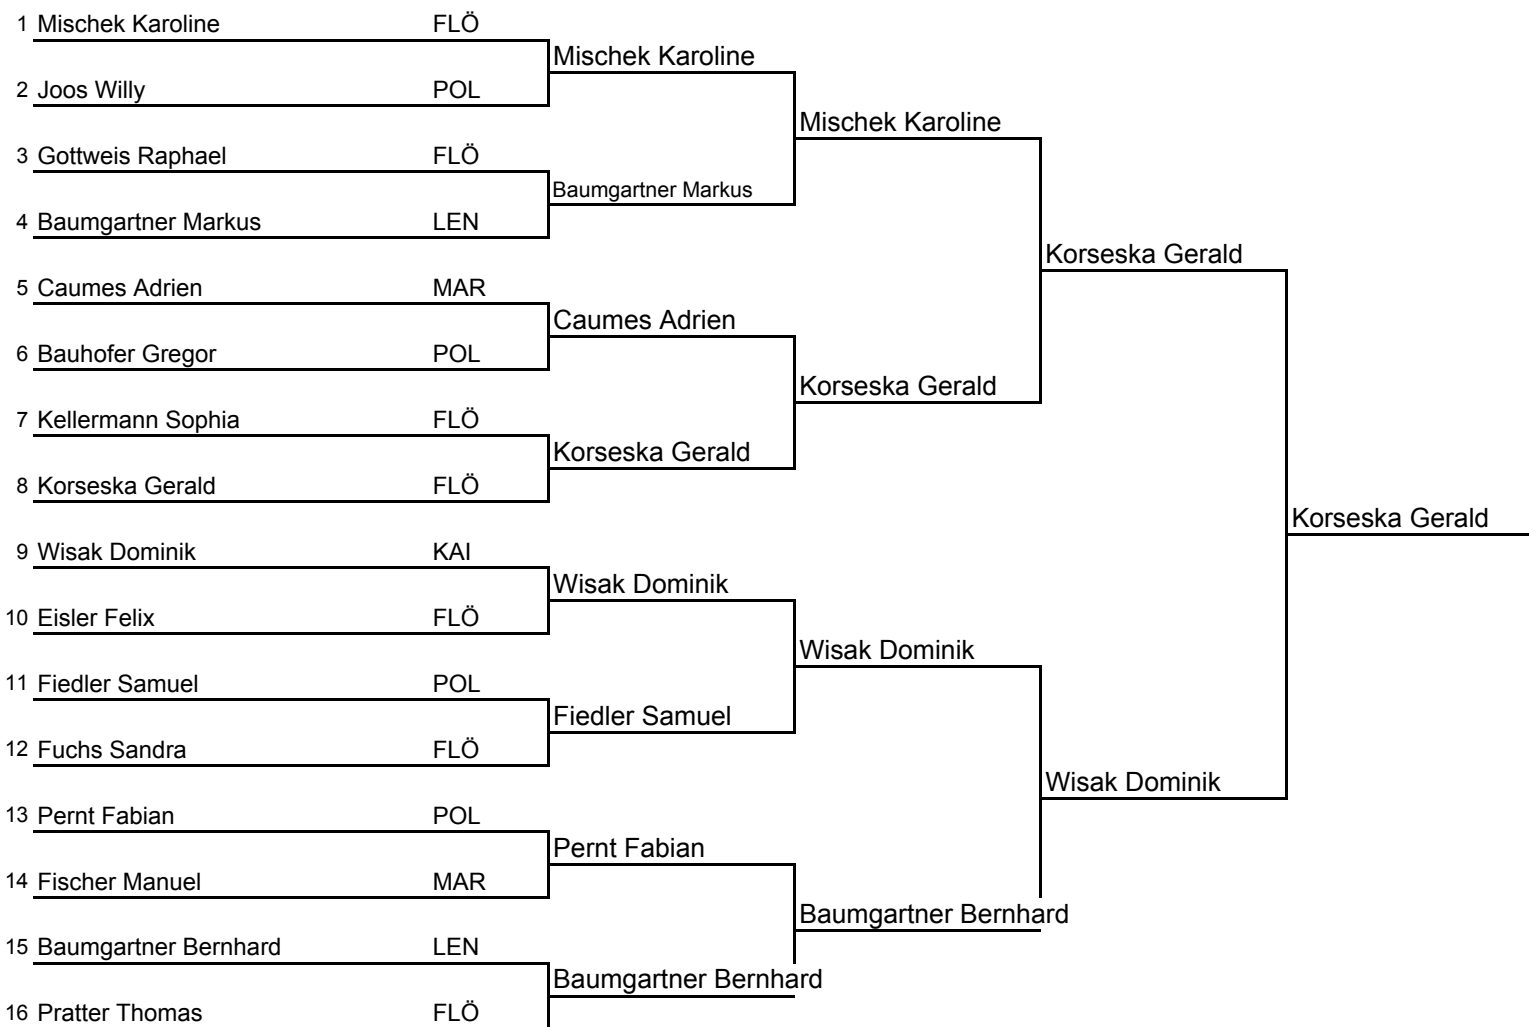 1 Mischek Karoline FLÖ
Mischek Karoline
2 Joos Willy POL
Mischek Karoline
3 Gottweis Raphael FLÖ
Baumgartner Markus
4 Baumgartner Markus LEN
Korseska Gerald
5 Caumes Adrien MAR
Caumes Adrien
6 Bauhofer Gregor POL
Korseska Gerald
7 Kellermann Sophia FLÖ
Korseska Gerald
8 Korseska Gerald FLÖ
Korseska Gerald
9 Wisak Dominik KAI
Wisak Dominik
10 Eisler Felix FLÖ
Wisak Dominik
11 Fiedler Samuel POL
Fiedler Samuel
12 Fuchs Sandra FLÖ
Wisak Dominik
13 Pernt Fabian POL
Pernt Fabian
14 Fischer Manuel MAR
Baumgartner Bernhard
15 Baumgartner Bernhard LEN
Baumgartner Bernhard
16 Pratter Thomas FLÖ